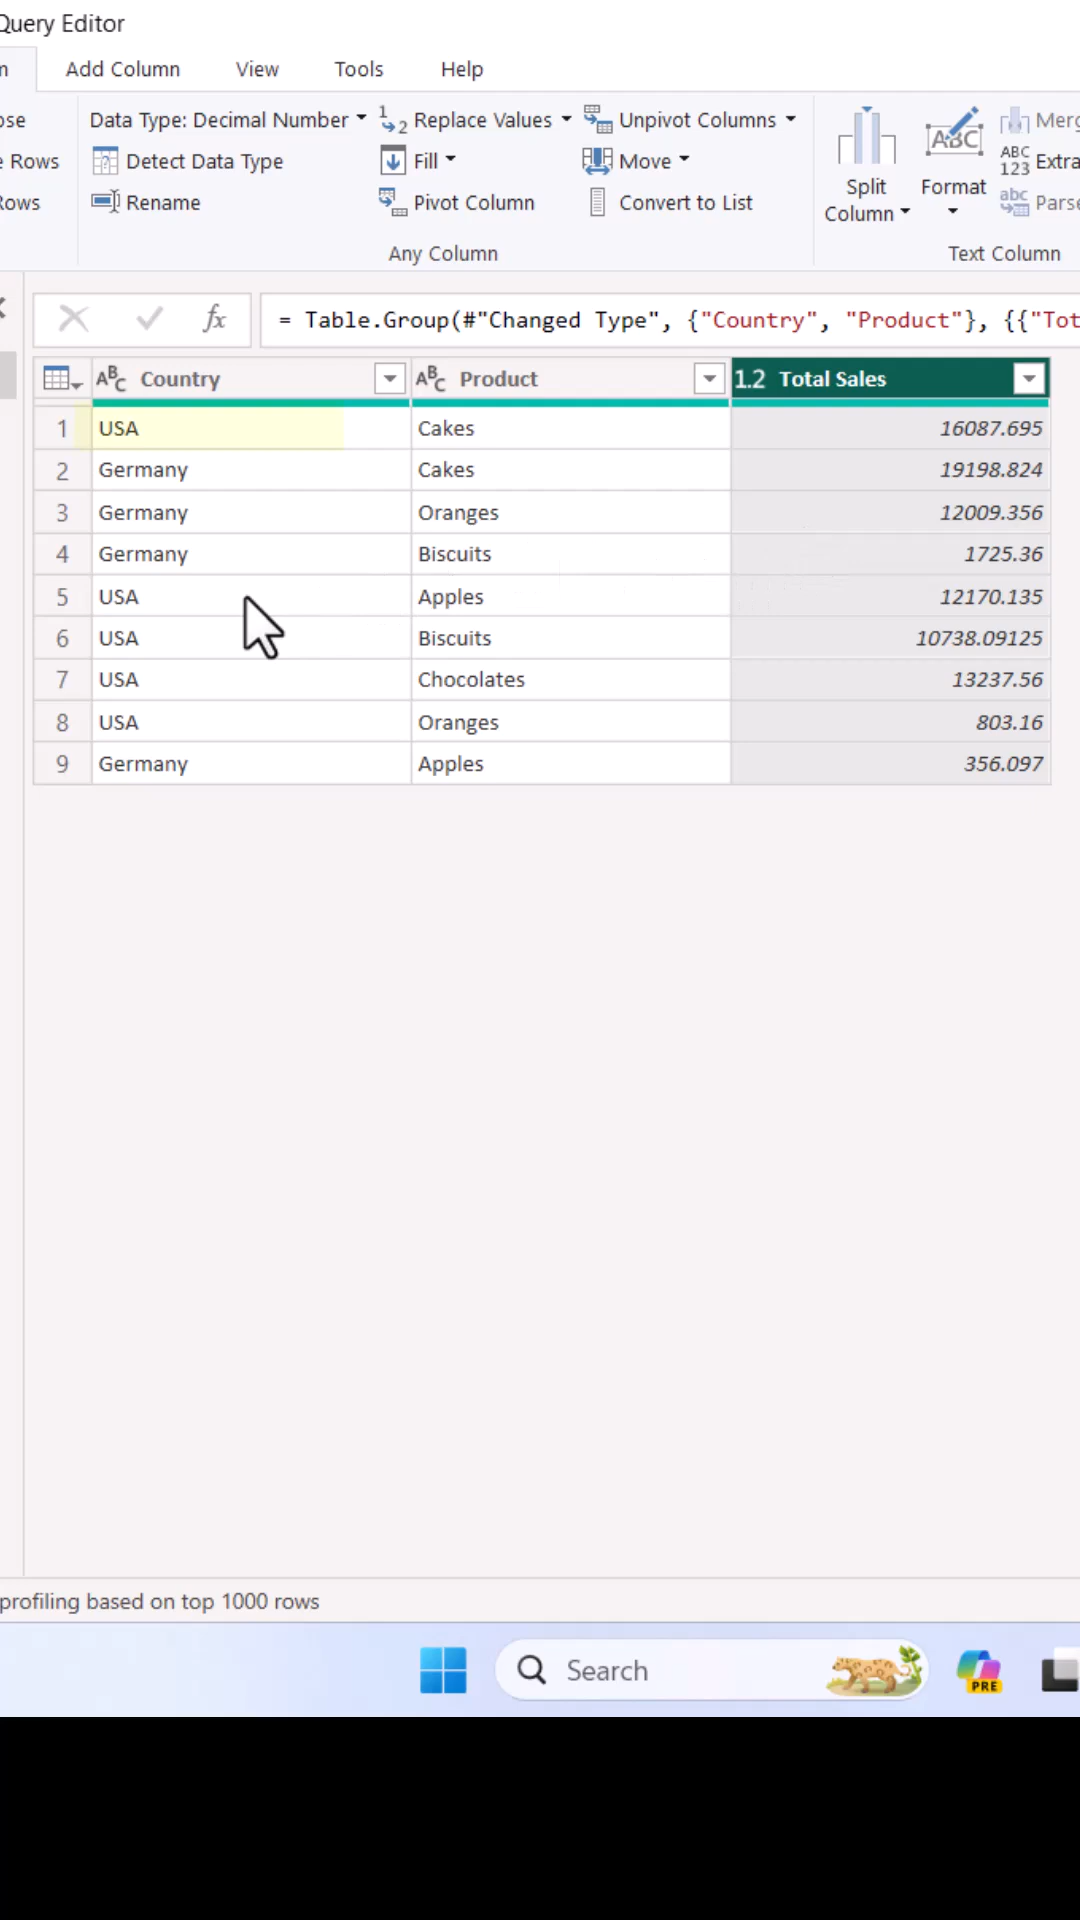 Query Editor
Add Column View Tools Help
Data Type: Decimal Number Replace Values Unpivot Columns
Rows Detect Data Type Fill Move
Rename Pivot Column Convert to List
Split Column Format
Any Column Text Column
fx = Table.Group(#"Changed Type", {"Country", "Product"}, {{"Tot
Country Product 1.2 Total Sales
1 USA Cakes 16087.695
2 Germany Cakes 19198.824
3 Germany Oranges 12009.356
4 Germany Biscuits 1725.36
5 USA Apples 12170.135
6 USA Biscuits 10738.09125
7 USA Chocolates 13237.56
8 USA Oranges 803.16
9 Germany Apples 356.097
profiling based on top 1000 rows
Search PRE